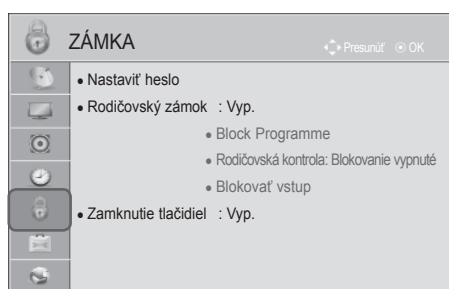 ZÁMKA
Presunúť OK
• Nastaviť heslo
• Rodičovský zámok : Vyp.
• Block Programme
• Rodičovská kontrola: Blokovanie vypnuté
• Blokovať vstup
• Zamknutie tlačidiel : Vyp.